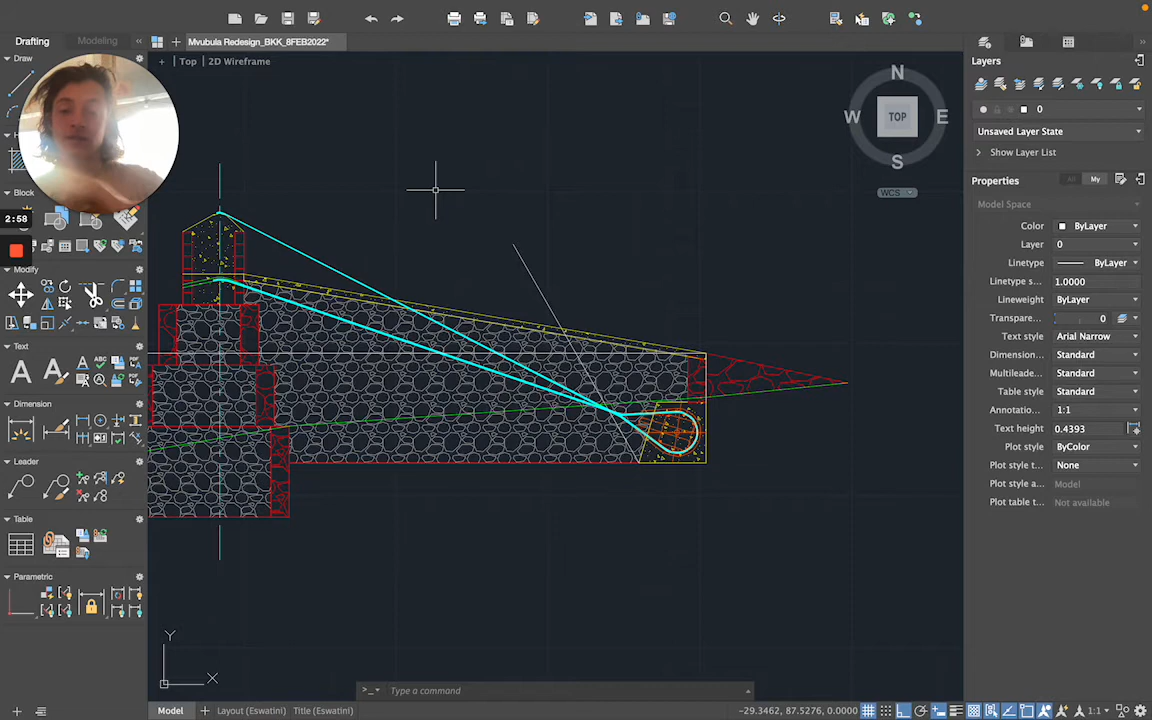 Drafting
Modeling
Mvubula Redesign_BKK_8FEB2022*
Draw
+ Top 2D Wireframe
Block
2:58
Modify
Text
A
Dimension
Leader
Table
Parametric
N
W TOP E
S
WCS
Y
X
>_ Type a command
Model
Layout (Eswatini)
Title (Eswatini)
-29.3462, 87.5276, 0.0000
1:1
Layers
0
Unsaved Layer State
Show Layer List
Properties
All My
Model Space
Color ByLayer
Layer 0
Linetype ByLayer
Linetype s... 1.0000
Lineweight ByLayer
Transpare... 0
Text style Arial Narrow
Dimension... Standard
Multileade... Standard
Table style Standard
Annotatio... 1:1
Text height 0.4393
Plot style ByColor
Plot style t... None
Plot style a... Model
Plot table t... Not available